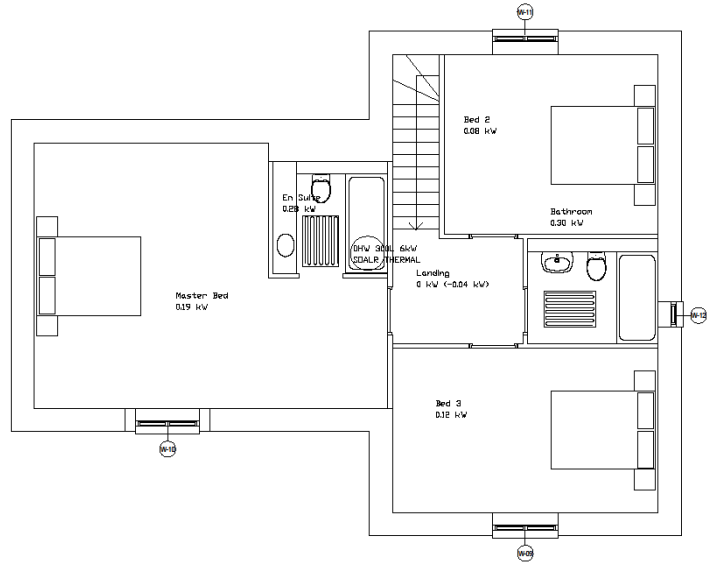 W-11
Bed 2
0.08 kW
En Suite
0.28 kW
Bathroom
0.30 kW
DHW 300L 6kW
SOALR THERMAL
Landing
0 kW (-0.04 kW)
Master Bed
0.19 kW
W-12
Bed 3
0.12 kW
W-10
W-09